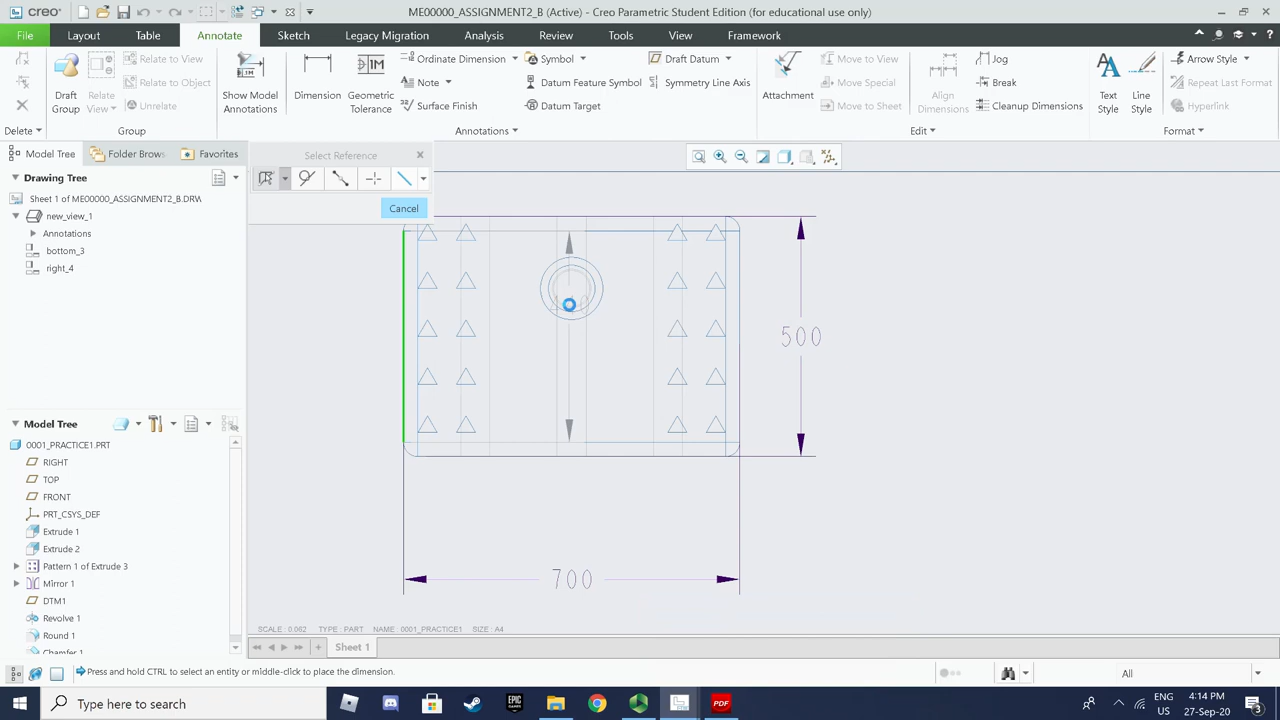 creo
ME00000_ASSIGNMENT2_B (Active) - Creo Parametric Student Edition (for educational use only)
File
Layout
Table
Annotate
Sketch
Legacy Migration
Analysis
Review
Tools
View
Framework
Draft Group
Relate View
Relate to View
Relate to Object
Unrelate
Show Model Annotations
Dimension
Geometric Tolerance
Ordinate Dimension
Note
Surface Finish
Symbol
Datum Feature Symbol
Datum Target
Draft Datum
Symmetry Line Axis
Attachment
Move to View
Move Special
Move to Sheet
Align Dimensions
Jog
Break
Cleanup Dimensions
Text Style
Line Style
Arrow Style
Repeat Last Format
Hyperlink
Delete
Group
Annotations
Edit
Format
Model Tree
Folder Brows
Favorites
Select Reference
Drawing Tree
Cancel
Sheet 1 of ME00000_ASSIGNMENT2_B.DRW
new_view_1
Annotations
bottom_3
right_4
500
700
Model Tree
0001_PRACTICE1.PRT
RIGHT
TOP
FRONT
PRT_CSYS_DEF
Extrude 1
Extrude 2
Pattern 1 of Extrude 3
Mirror 1
DTM1
Revolve 1
Round 1
Chamfer 1
SCALE : 0.062 TYPE : PART NAME : 0001_PRACTICE1 SIZE : A4
Sheet 1
Press and hold CTRL to select an entity or middle-click to place the dimension.
All
Type here to search
EPIC GAMES
PDF
ENG
US
4:14 PM
27-Sep-20